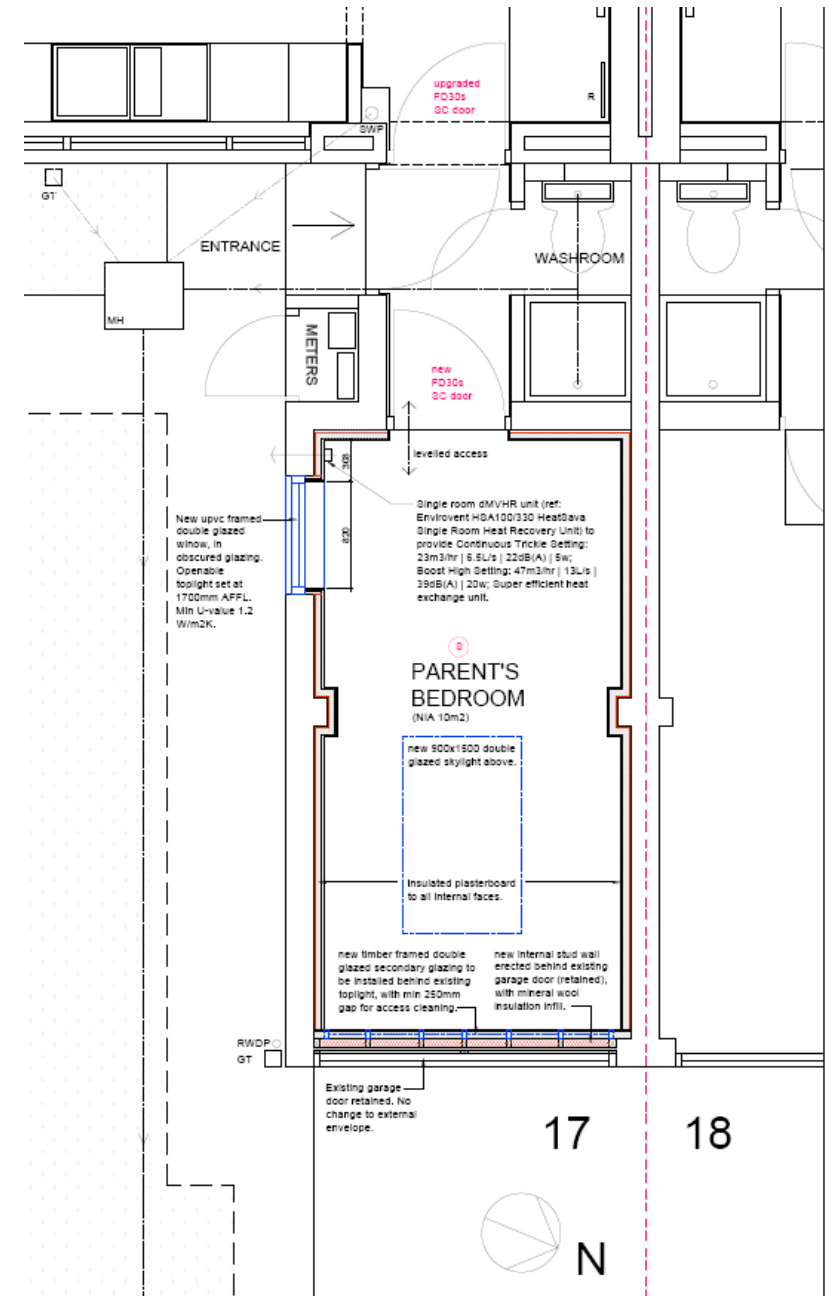 upgraded
FD30s
SC door
R
SWP
GT
ENTRANCE
WASHROOM
MH
METERS
new
FD30s
SC door
levelled access
368
820
New upvc framed
double glazed
winow, in
obscured glazing.
Openable
toplight set at
1700mm AFFL.
Min U-value 1.2
W/m2K.
Single room dMVHR unit (ref:
Envirovent HSA100/330 HeatSava
Single Room Heat Recovery Unit) to
provide Continuous Trickle Setting:
23m3/hr | 6.5L/s | 22dB(A) | 5w;
Boost High Setting: 47m3/hr | 13L/s |
39dB(A) | 20w; Super efficient heat
exchange unit.
S
PARENT'S
BEDROOM
(NIA 10m2)
new 900x1500 double
glazed skylight above.
Insulated plasterboard
to all internal faces.
new timber framed double
glazed secondary glazing to
be installed behind existing
toplight, with min 250mm
gap for access cleaning.
new internal stud wall
erected behind existing
garage door (retained),
with mineral wool
insulation infill.
RWDP
GT
Existing garage
door retained. No
change to external
envelope.
17
18
N